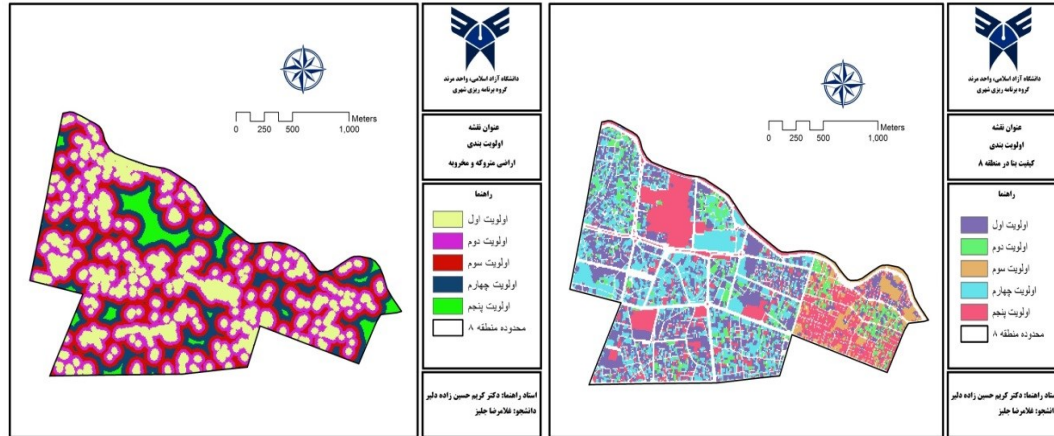 دانشگاه آزاد اسلامی، واحد مرند
گروه برنامه ریزی شهری
Meters
0 250 500 1,000
عنوان نقشه
اولویت بندی
اراضی متروکه و مخروبه
راهنما
اولویت اول
اولویت دوم
اولویت سوم
اولویت چهارم
اولویت پنجم
محدوده منطقه ۸
استاد راهنما: دکتر کریم حسین زاده دلیر
دانشجو: غلامرضا جلیز
دانشگاه آزاد اسلامی، واحد مرند
گروه برنامه ریزی شهری
Meters
0 250 500 1,000
عنوان نقشه
اولویت بندی
کیفیت بنا در منطقه ۸
راهنما
اولویت اول
اولویت دوم
اولویت سوم
اولویت چهارم
اولویت پنجم
محدوده منطقه ۸
استاد راهنما: دکتر کریم حسین زاده دلیر
دانشجو: غلامرضا جلیز